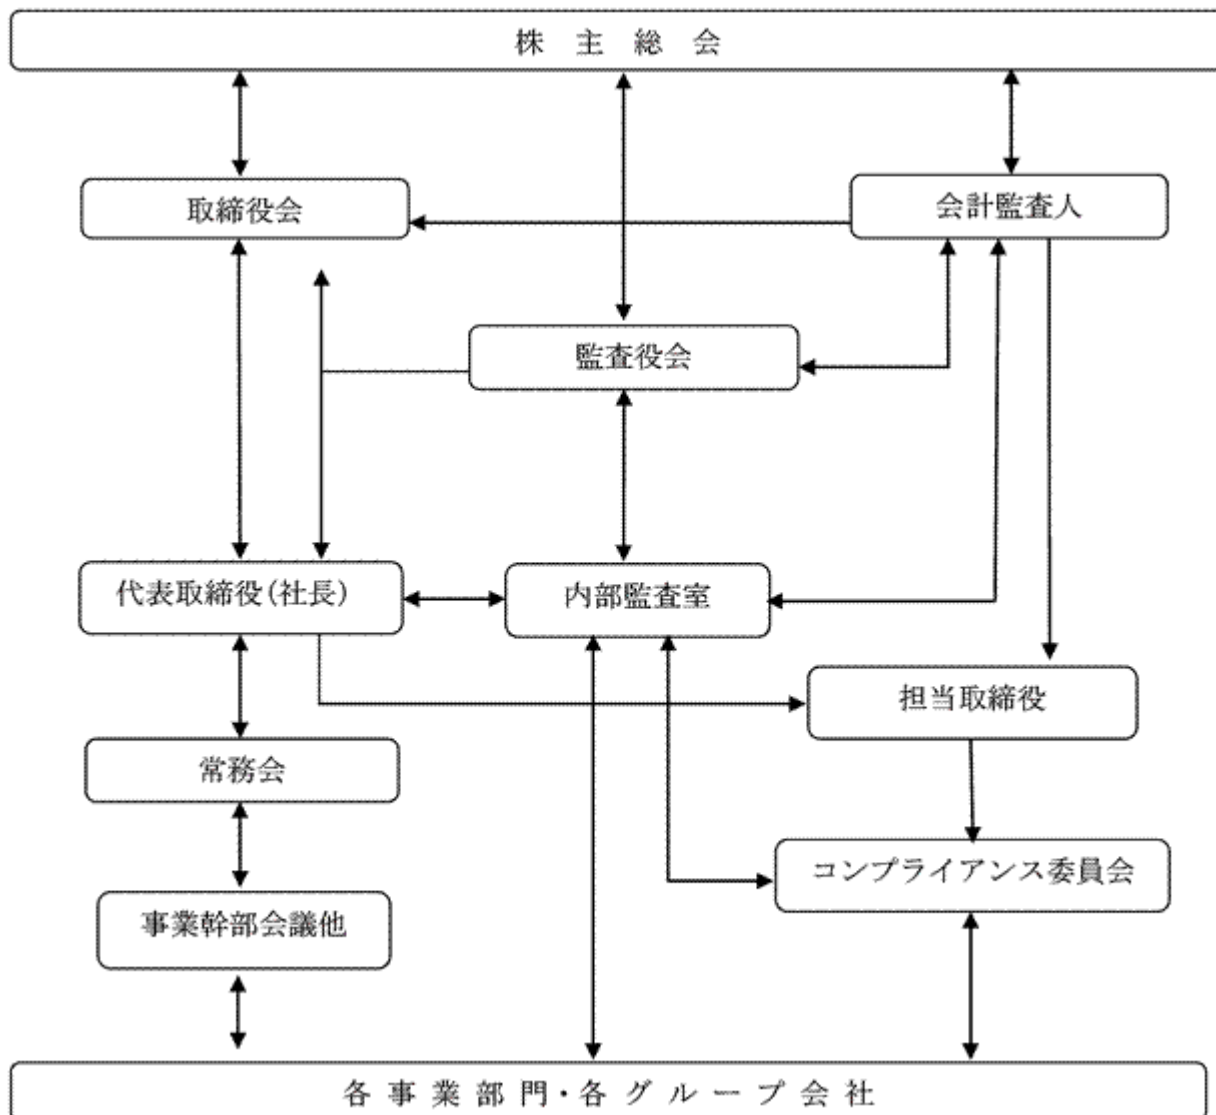 株主総会
取締役会
会計監査人
監査役会
代表取締役(社長)
内部監査室
担当取締役
常務会
コンプライアンス委員会
事業幹部会議他
各事業部門・各グループ会社